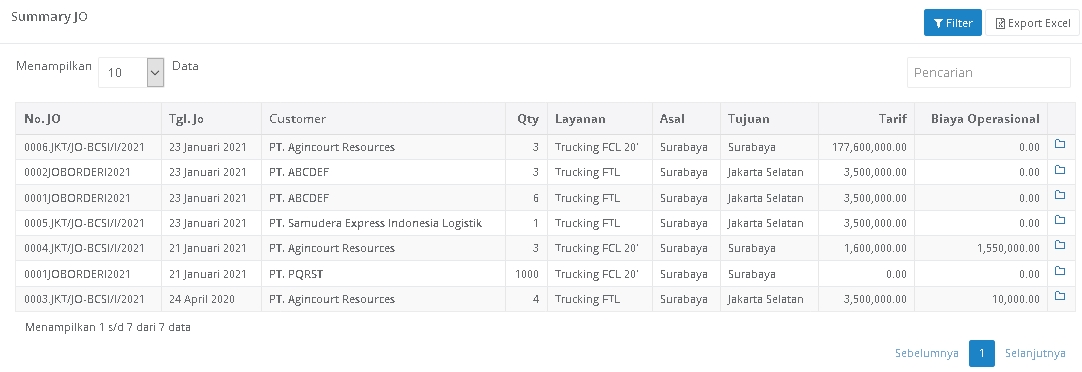 Summary JO
Filter Export Excel
Menampilkan 10 Data Pencarian
No. JO Tgl. Jo Customer Qty Layanan Asal Tujuan Tarif Biaya Operasional
0006.JKT/JO-BCSI/I/2021 23 Januari 2021 PT. Agincourt Resources 3 Trucking FCL 20' Surabaya Surabaya 177,600,000.00 0.00
0002JOBORDERI2021 23 Januari 2021 PT. ABCDEF 3 Trucking FTL Surabaya Jakarta Selatan 3,500,000.00 0.00
0001JOBORDERI2021 23 Januari 2021 PT. ABCDEF 6 Trucking FTL Surabaya Jakarta Selatan 3,500,000.00 0.00
0005.JKT/JO-BCSI/I/2021 23 Januari 2021 PT. Samudera Express Indonesia Logistik 1 Trucking FTL Surabaya Jakarta Selatan 3,500,000.00 0.00
0004.JKT/JO-BCSI/I/2021 21 Januari 2021 PT. Agincourt Resources 3 Trucking FCL 20' Surabaya Surabaya 1,600,000.00 1,550,000.00
0001JOBORDERI2021 21 Januari 2021 PT. PQRST 1000 Trucking FCL 20' Surabaya Surabaya 0.00 0.00
0003.JKT/JO-BCSI/I/2021 24 April 2020 PT. Agincourt Resources 4 Trucking FTL Surabaya Jakarta Selatan 3,500,000.00 10,000.00
Menampilkan 1 s/d 7 dari 7 data
Sebelumnya 1 Selanjutnya